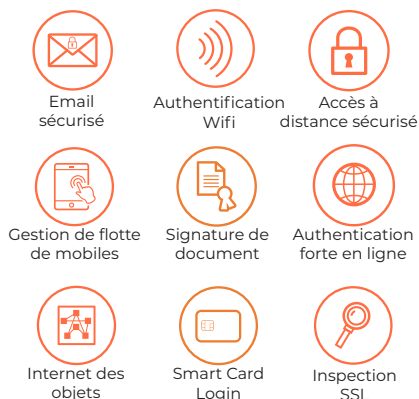 Email
sécurisé
Authentification
Wifi
Accès à
distance sécurisé
Gestion de flotte
de mobiles
Signature de
document
Authentication
forte en ligne
Internet des
objets
Smart Card
Login
Inspection
SSL